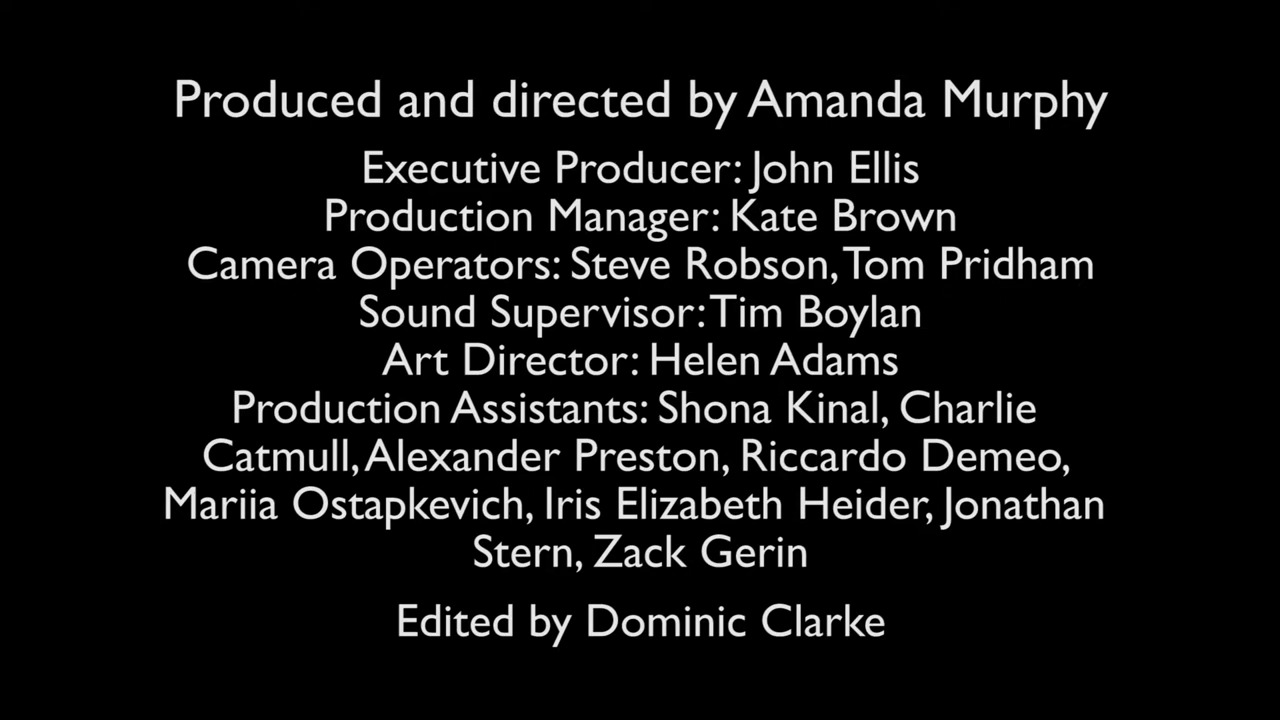 Produced and directed by Amanda Murphy
Executive Producer: John Ellis
Production Manager: Kate Brown
Camera Operators: Steve Robson, Tom Pridham
Sound Supervisor: Tim Boylan
Art Director: Helen Adams
Production Assistants: Shona Kinal, Charlie
Catmull, Alexander Preston, Riccardo Demeo,
Mariia Ostapkevich, Iris Elizabeth Heider, Jonathan
Stern, Zack Gerin
Edited by Dominic Clarke